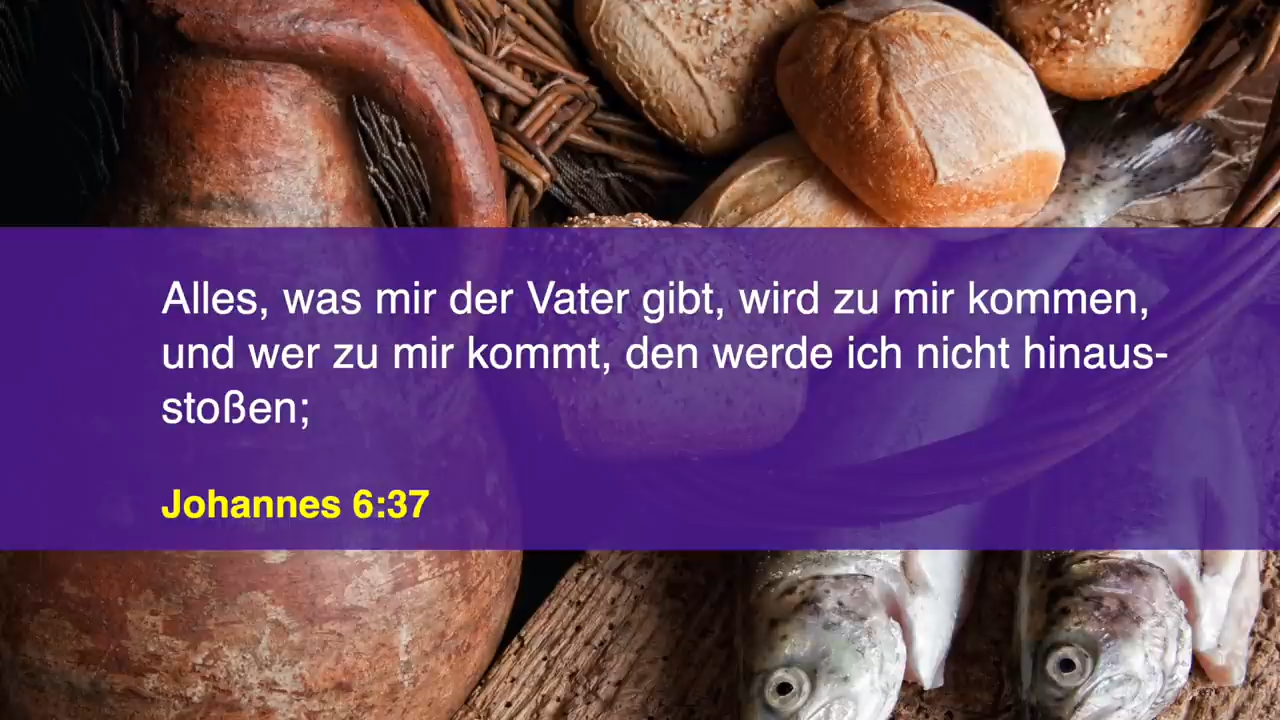 Alles, was mir der Vater gibt, wird zu mir kommen,
und wer zu mir kommt, den werde ich nicht hinaus-
stoßen;
Johannes 6:37